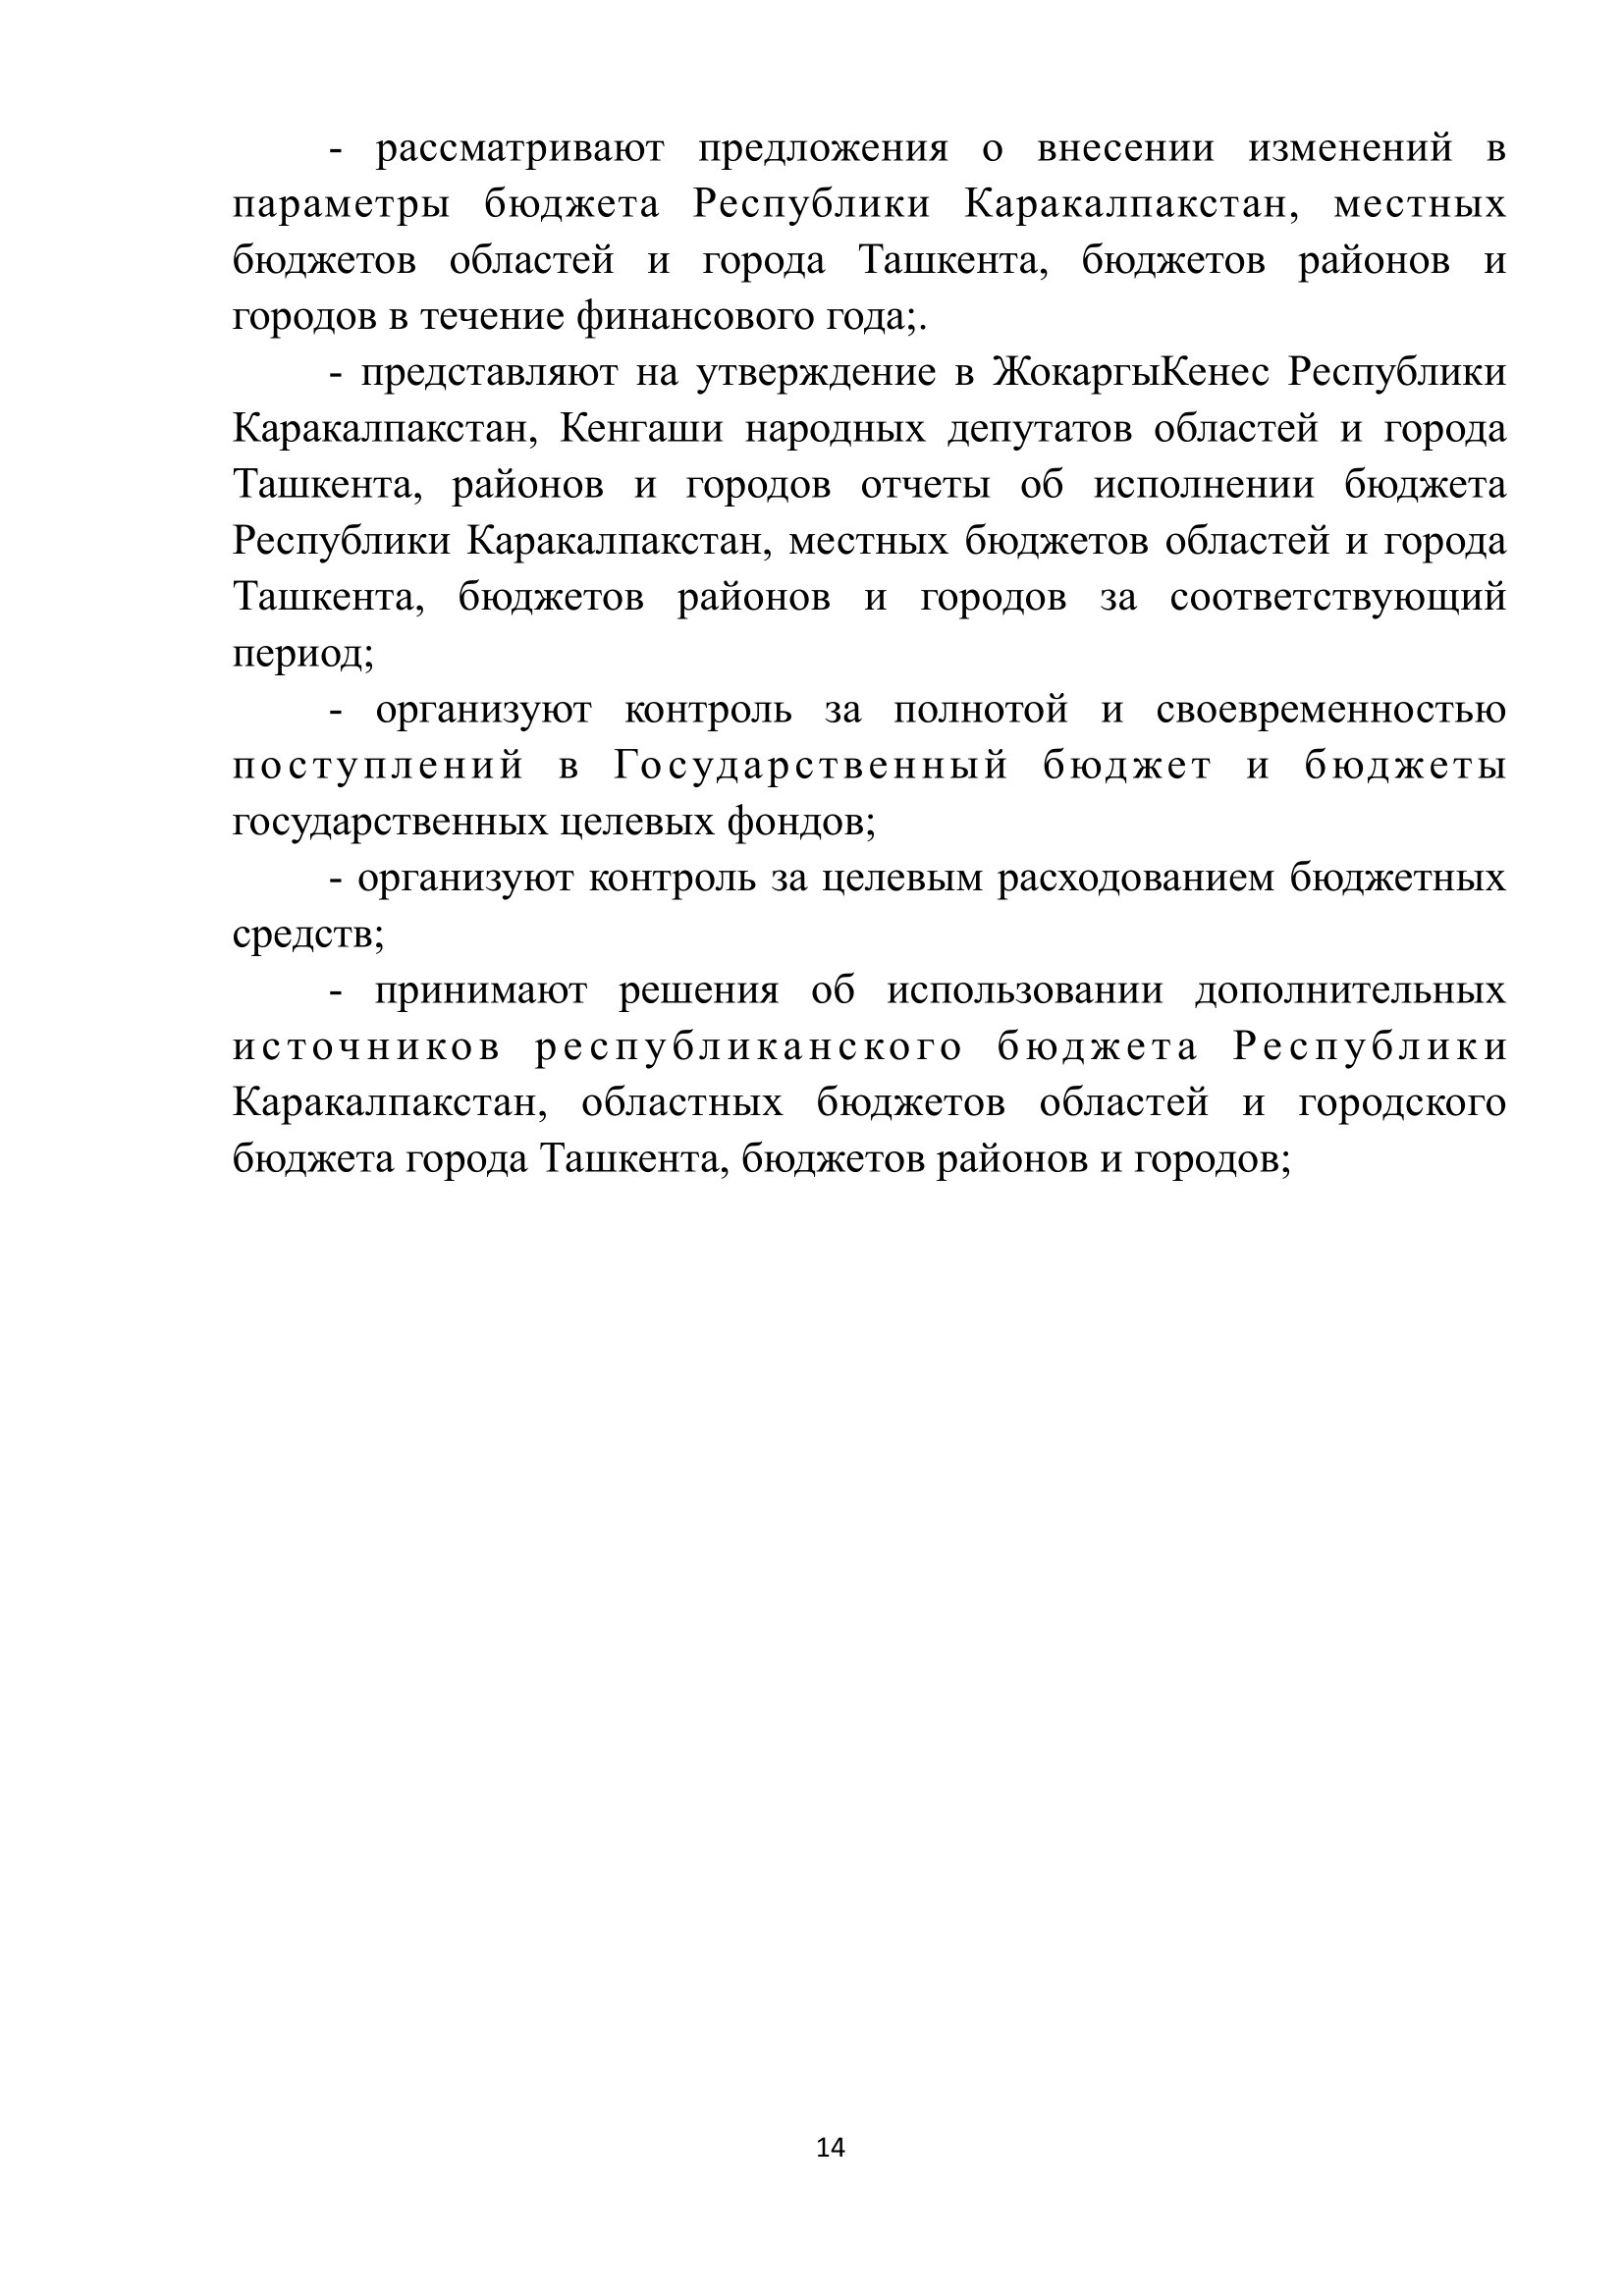 - рассматривают предложения о внесении изменений в
параметры бюджета Республики Каракалпакстан, местных
бюджетов областей и города Ташкента, бюджетов районов и
городов в течение финансового года;.
- представляют на утверждение в ЖокаргыКенес Республики
Каракалпакстан, Кенгаши народных депутатов областей и города
Ташкента, районов и городов отчеты об исполнении бюджета
Республики Каракалпакстан, местных бюджетов областей и города
Ташкента, бюджетов районов и городов за соответствующий
период;
- организуют контроль за полнотой и своевременностью
поступлений в Государственный бюджет и бюджеты
государственных целевых фондов;
- организуют контроль за целевым расходованием бюджетных
средств;
- принимают решения об использовании дополнительных
источников республиканского бюджета Республики
Каракалпакстан, областных бюджетов областей и городского
бюджета города Ташкента, бюджетов районов и городов;
14